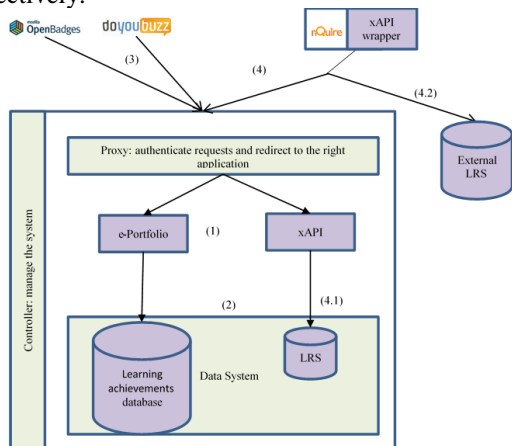 ectively.
mozilla
OpenBadges
doyoubuzz
nQuire
xAPI
wrapper
(3)
(4)
(4.2)
External
LRS
Controller: manage the system
Proxy: authenticate requests and redirect to the right
application
e-Portfolio
(1)
xAPI
(2)
(4.1)
Learning
achievements
database
Data System
LRS